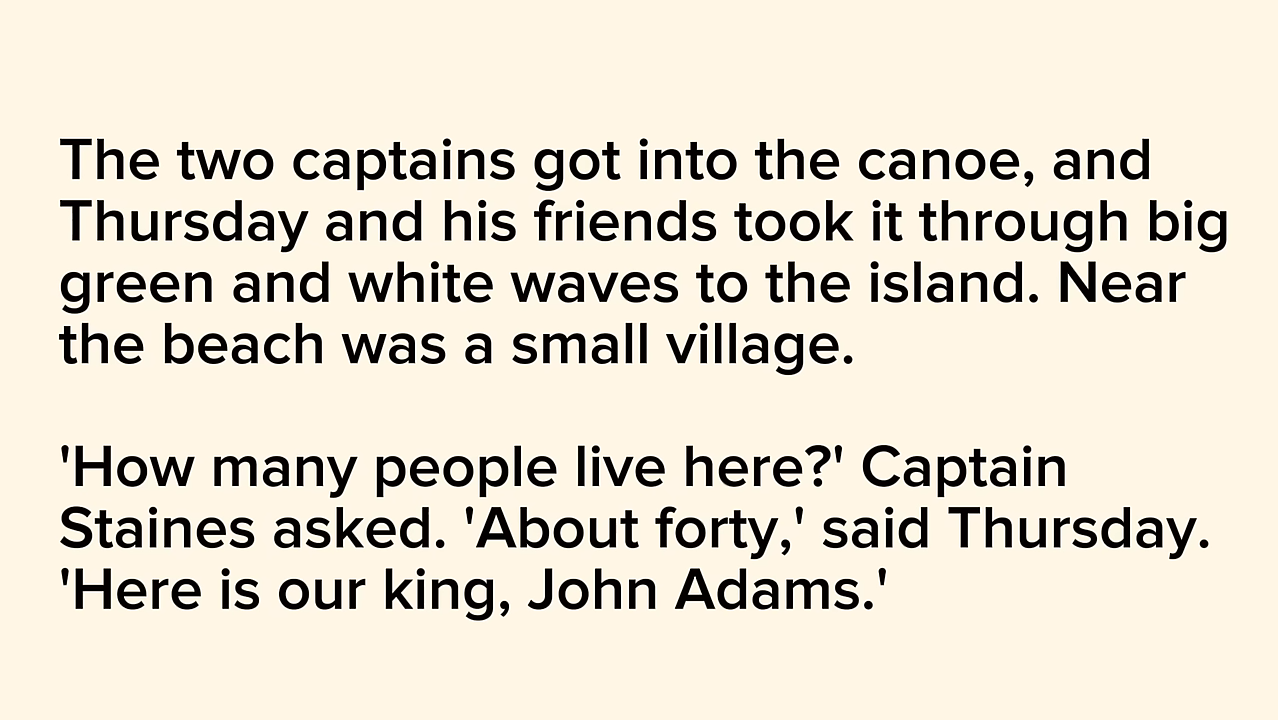 The two captains got into the canoe, and
Thursday and his friends took it through big
green and white waves to the island. Near
the beach was a small village.
'How many people live here?' Captain
Staines asked. 'About forty,' said Thursday.
'Here is our king, John Adams.'